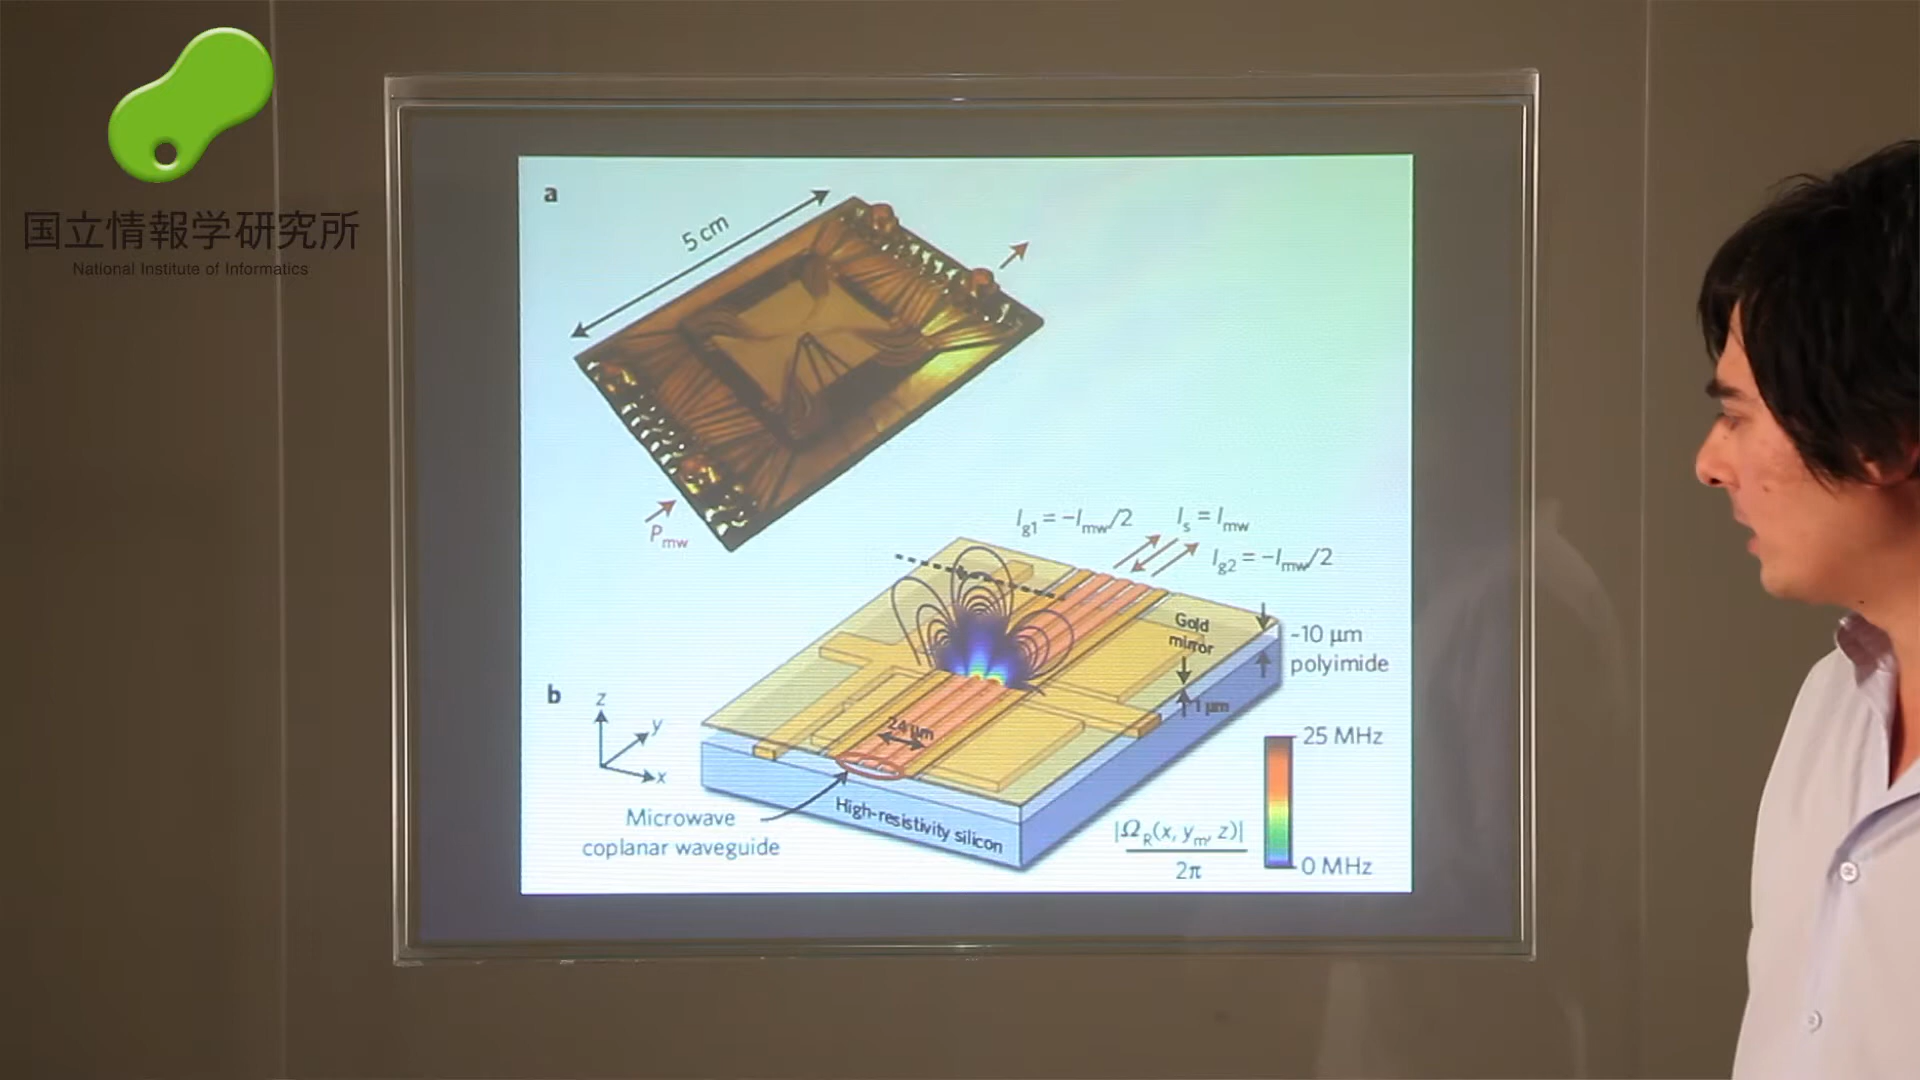 国立情報学研究所
National Institute of Informatics
a
5 cm
P_mw
I_g1 = -I_mw/2
I_s = I_mw
I_g2 = -I_mw/2
Gold
mirror
~10 μm
polyimide
1 μm
b
z
y
x
24 μm
Microwave
coplanar waveguide
High-resistivity silicon
25 MHz
|Ω_R(x, y_m, z)|
2π
0 MHz